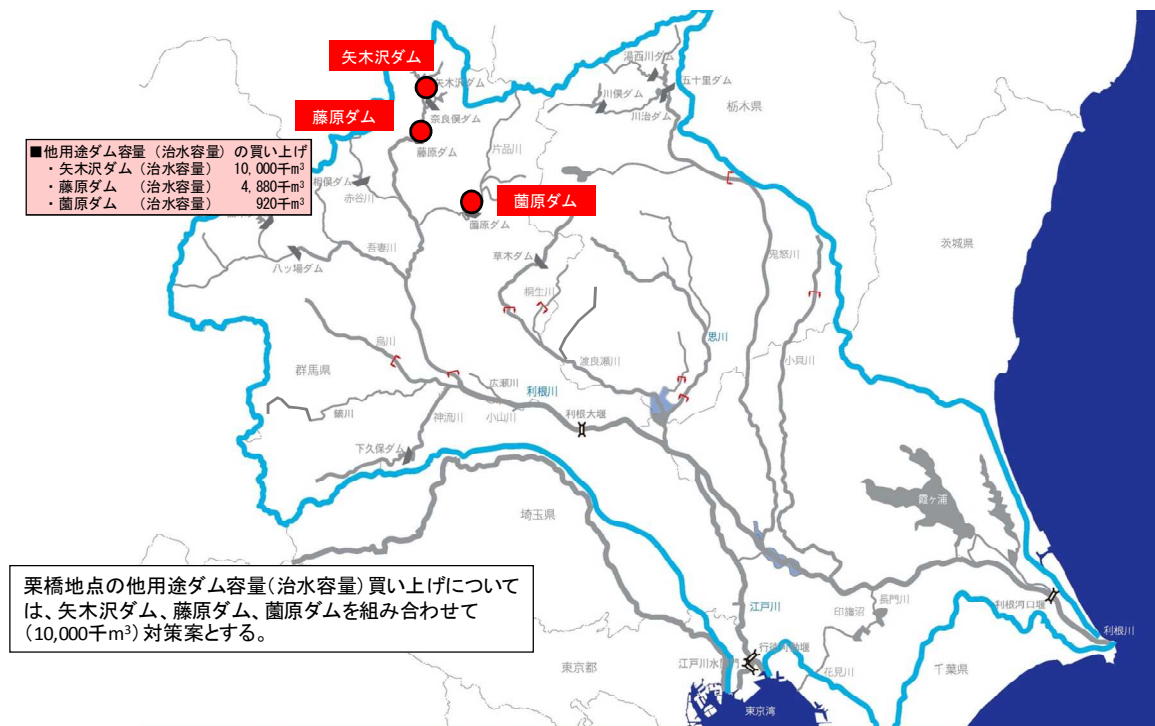 矢木沢ダム
湯西川ダム
五十里ダム
矢木沢ダム
川俣ダム
栃木県
奈良俣ダム
川治ダム
藤原ダム
藤原ダム
片品川
■他用途ダム容量(治水容量)の買い上げ
・矢木沢ダム(治水容量) 10,000千m³
・藤原ダム (治水容量) 4,880千m³
・薗原ダム (治水容量) 920千m³
相俣ダム
赤谷川
薗原ダム
薗原ダム
茨城県
吾妻川
鬼怒川
草木ダム
八ッ場ダム
桐生川
思川
烏川
渡良瀬川
小貝川
群馬県
広瀬川
利根川
鏑川
神流川
小山川
利根大堰
下久保ダム
霞ヶ浦
埼玉県
栗橋地点の他用途ダム容量(治水容量)買い上げについて
は、矢木沢ダム、藤原ダム、薗原ダムを組み合わせて
(10,000千m³)対策案とする。
江戸川
印旛沼
長門川
利根河口堰
利根川
行徳可動堰
江戸川水閘門
花見川
千葉県
東京都
東京湾